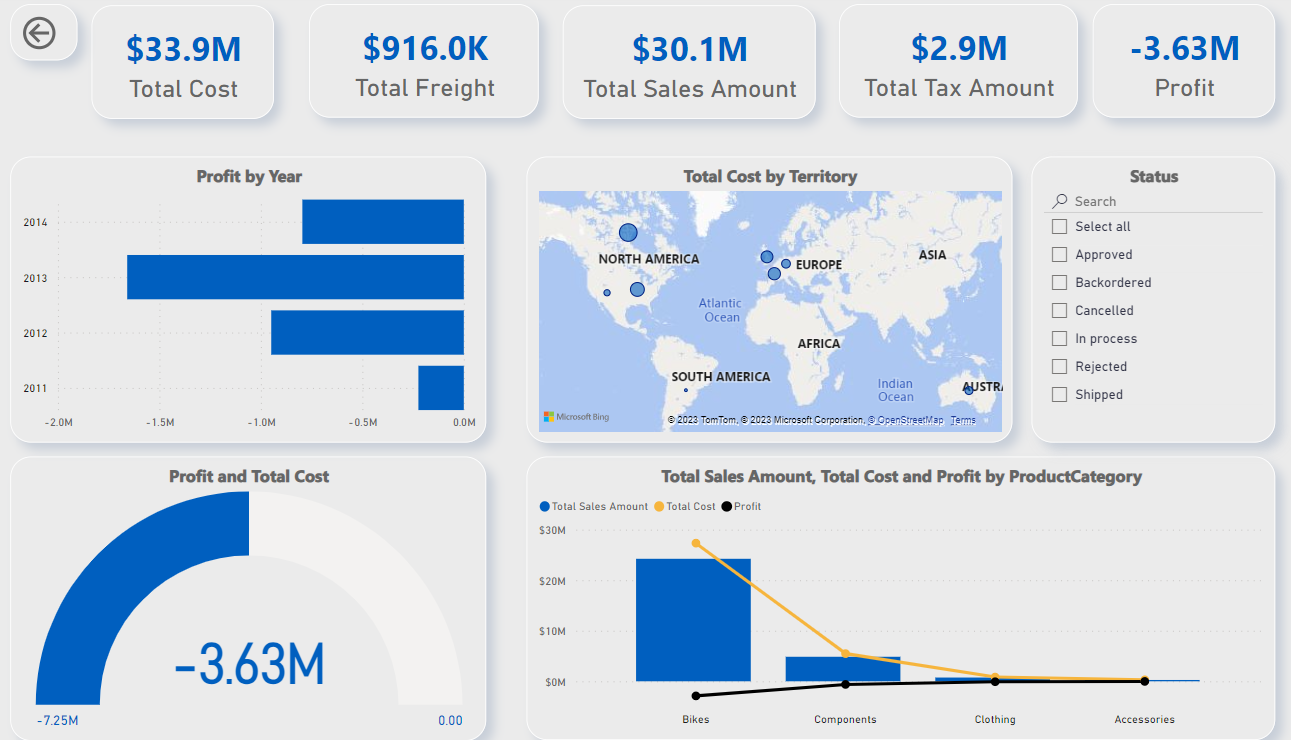 $33.9M
Total Cost
$916.0K
Total Freight
$30.1M
Total Sales Amount
$2.9M
Total Tax Amount
-3.63M
Profit
Profit by Year
2014
2013
2012
2011
-2.0M -1.5M -1.0M -0.5M 0.0M
Total Cost by Territory
NORTH AMERICA
EUROPE
ASIA
Atlantic
Ocean
AFRICA
SOUTH AMERICA
Indian
Ocean
AUSTRA
Microsoft Bing
© 2023 TomTom, © 2023 Microsoft Corporation, © OpenStreetMap Terms
Status
Search
Select all
Approved
Backordered
Cancelled
In process
Rejected
Shipped
Profit and Total Cost
-3.63M
-7.25M 0.00
Total Sales Amount, Total Cost and Profit by ProductCategory
Total Sales Amount Total Cost Profit
$30M
$20M
$10M
$0M
Bikes Components Clothing Accessories